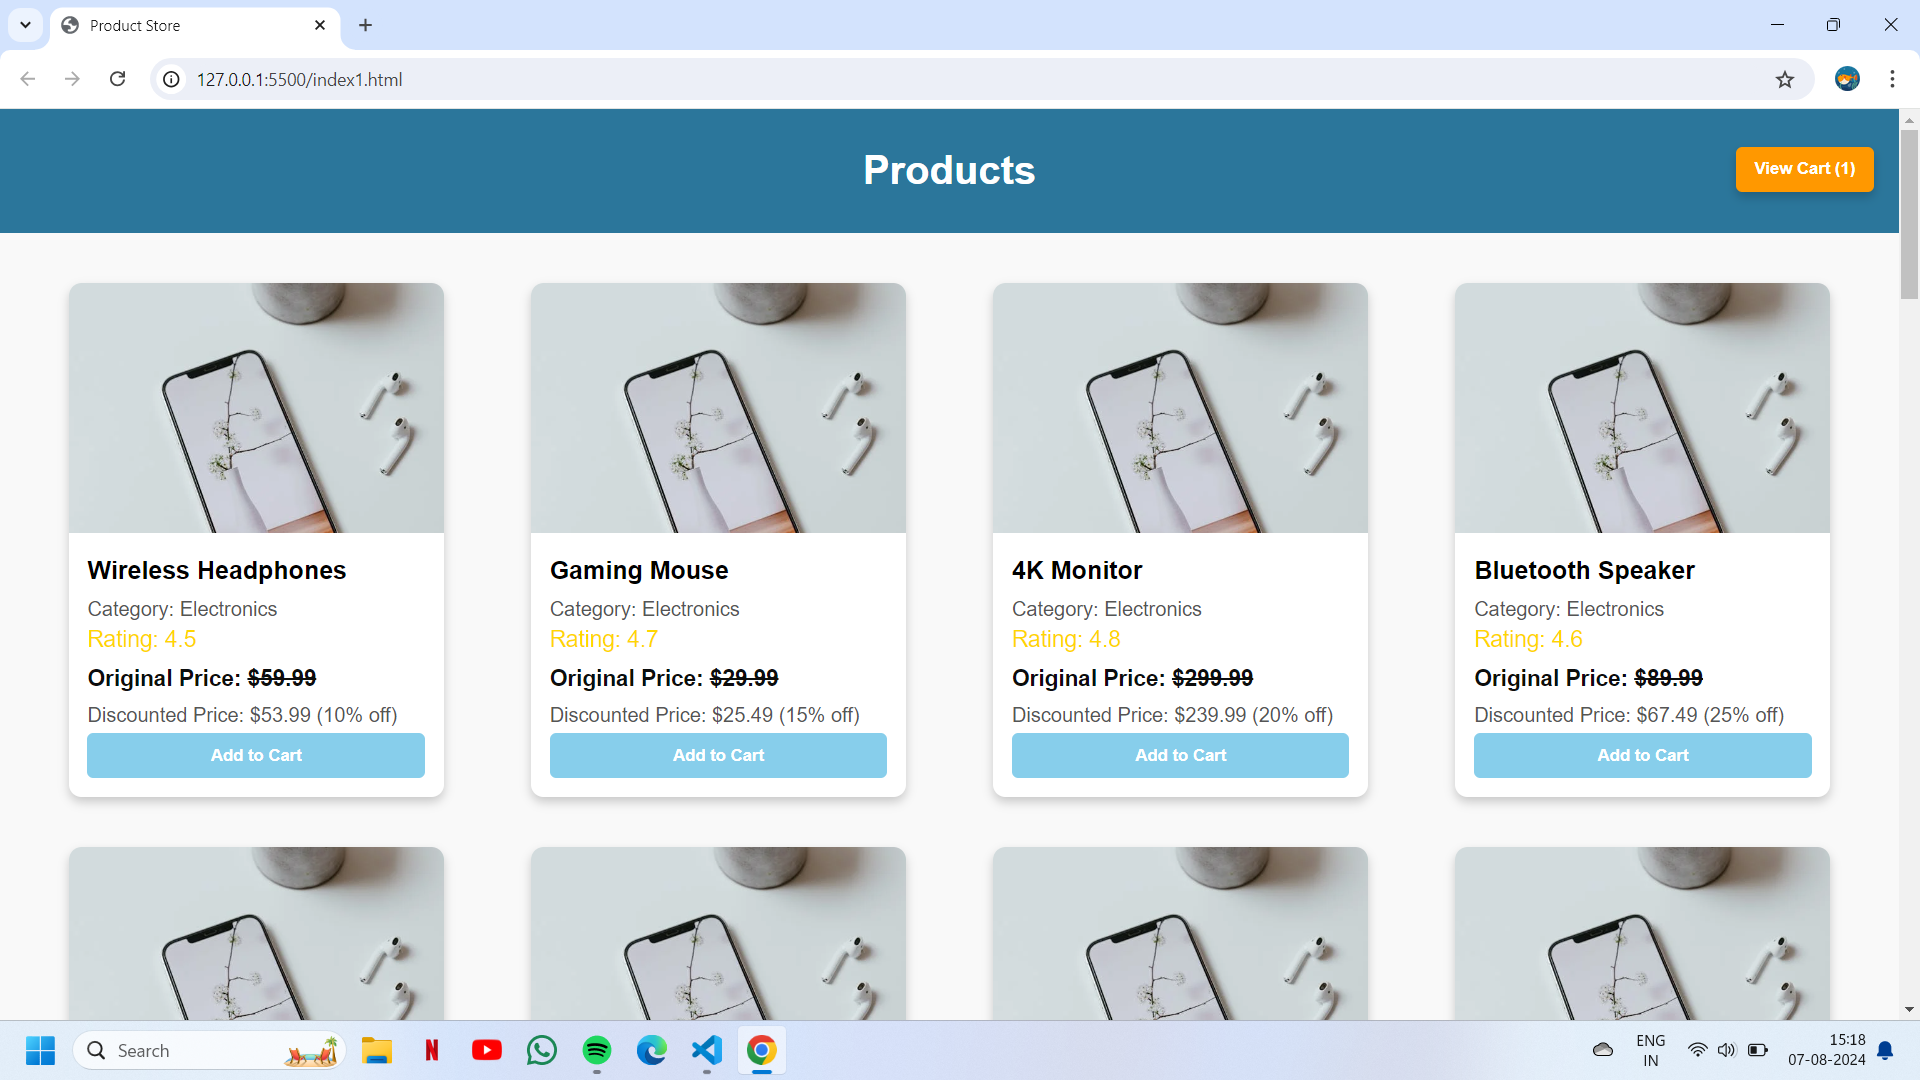 Product Store
127.0.0.1:5500/index1.html
Products
View Cart (1)
Wireless Headphones
Category: Electronics
Rating: 4.5
Original Price: $59.99
Discounted Price: $53.99 (10% off)
Add to Cart
Gaming Mouse
Category: Electronics
Rating: 4.7
Original Price: $29.99
Discounted Price: $25.49 (15% off)
Add to Cart
4K Monitor
Category: Electronics
Rating: 4.8
Original Price: $299.99
Discounted Price: $239.99 (20% off)
Add to Cart
Bluetooth Speaker
Category: Electronics
Rating: 4.6
Original Price: $89.99
Discounted Price: $67.49 (25% off)
Add to Cart
Search
N
ENG
IN
15:18
07-08-2024